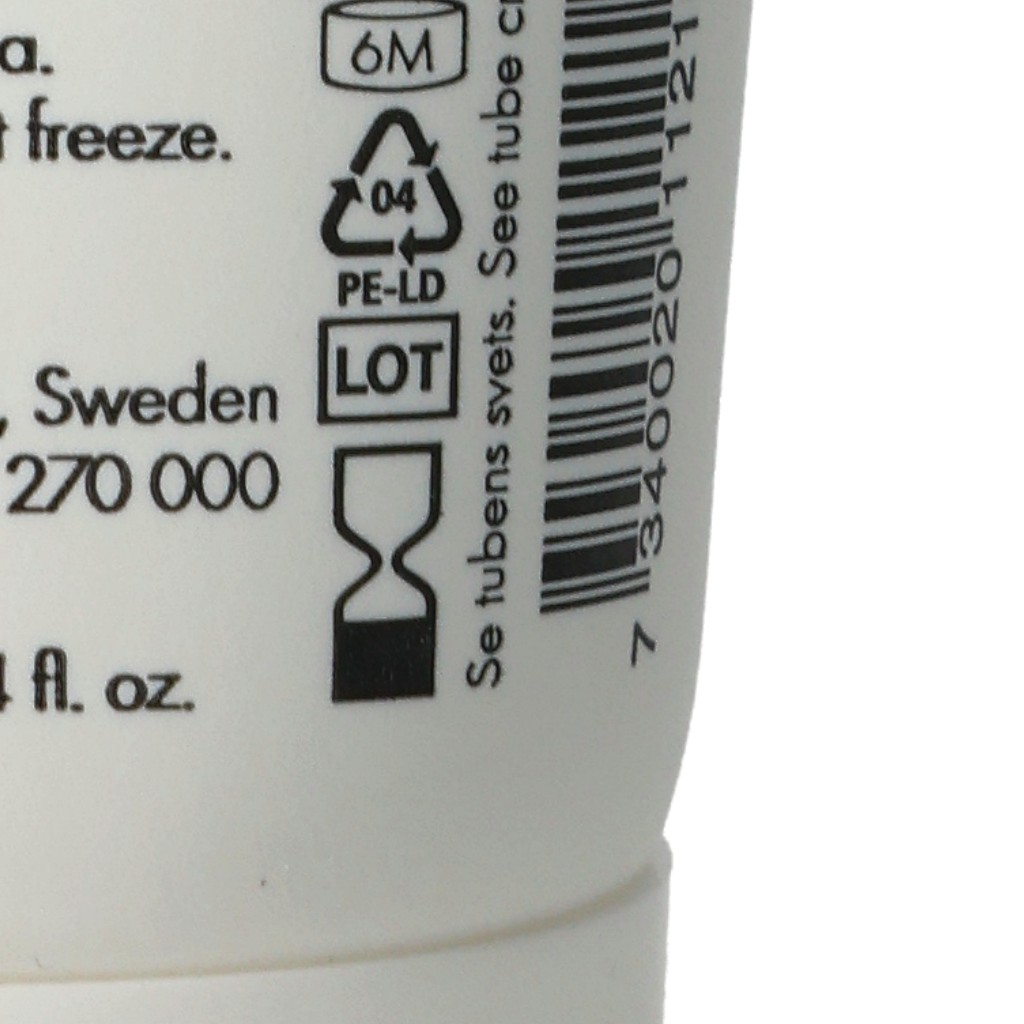 a.
freeze.
, Sweden
270 000
fl. oz.
6M
04
PE-LD
LOT
Se tubens svets. See tube
7 340020 1121